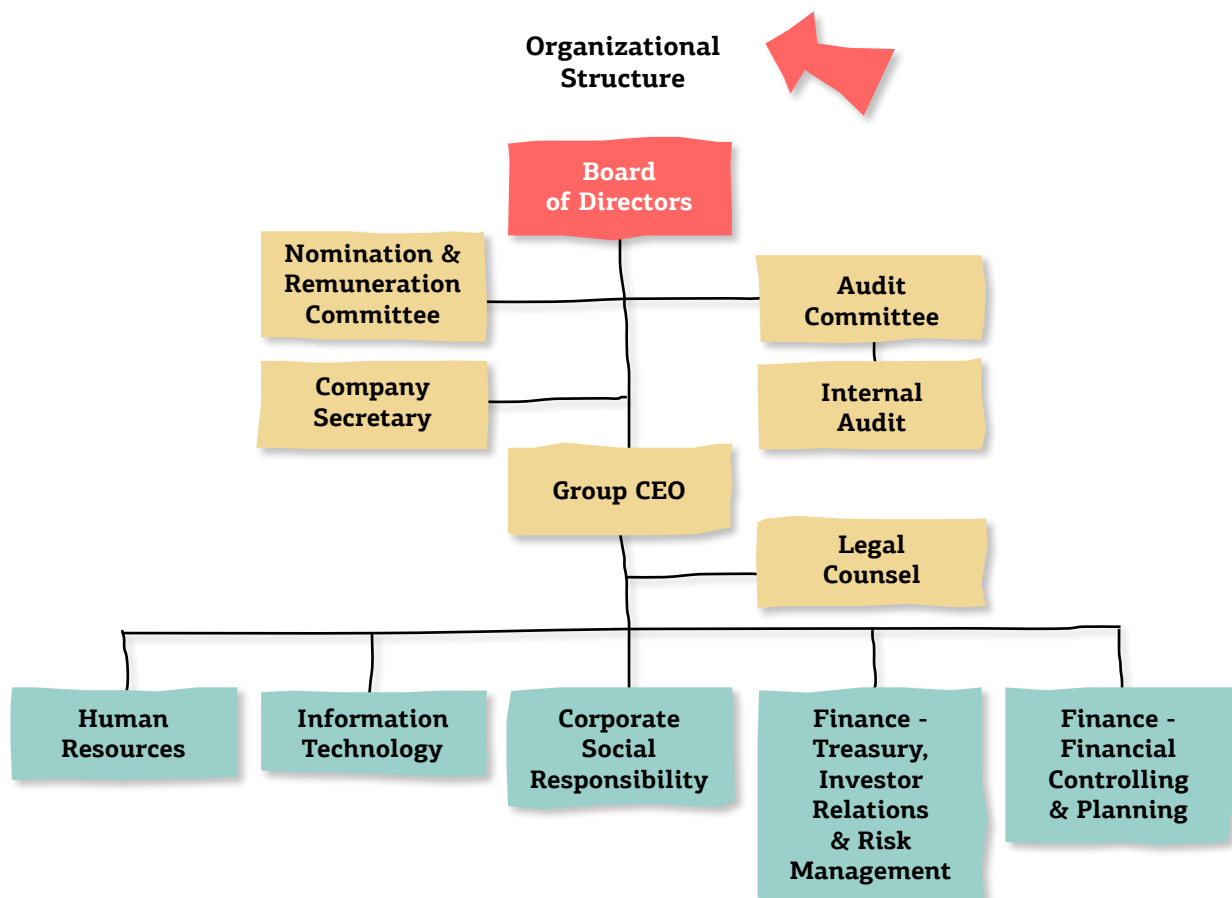 Organizational
Structure
Board
of Directors
Nomination &
Remuneration
Committee
Audit
Committee
Company
Secretary
Internal
Audit
Group CEO
Legal
Counsel
Human
Resources
Information
Technology
Corporate
Social
Responsibility
Finance -
Treasury,
Investor
Relations
& Risk
Management
Finance -
Financial
Controlling
& Planning